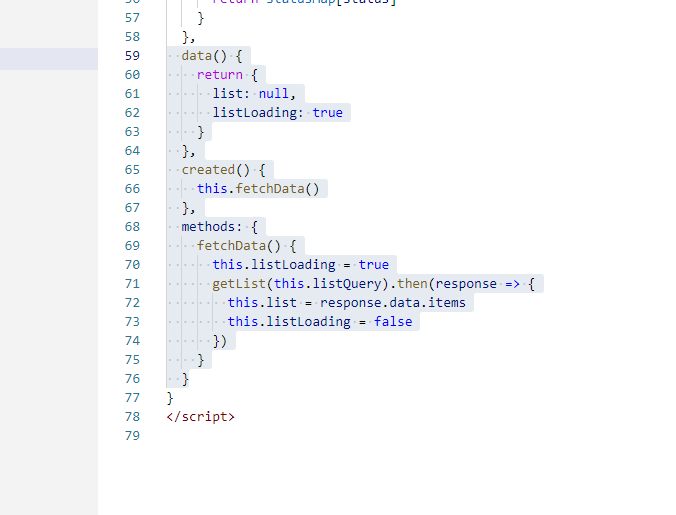 56 return statusMap[status]
57 }
58 },
59 data() {
60 return {
61 list: null,
62 listLoading: true
63 }
64 },
65 created() {
66 this.fetchData()
67 },
68 methods: {
69 fetchData() {
70 this.listLoading = true
71 getList(this.listQuery).then(response => {
72 this.list = response.data.items
73 this.listLoading = false
74 })
75 }
76 }
77 }
78 </script>
79